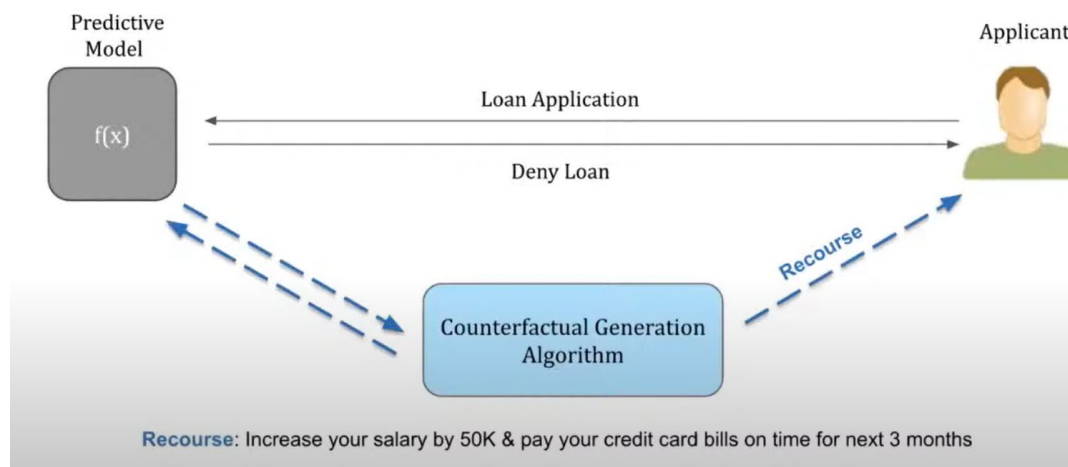 Predictive
Model
Applicant
f(x)
Loan Application
Deny Loan
Recourse
Counterfactual Generation
Algorithm
Recourse: Increase your salary by 50K & pay your credit card bills on time for next 3 months